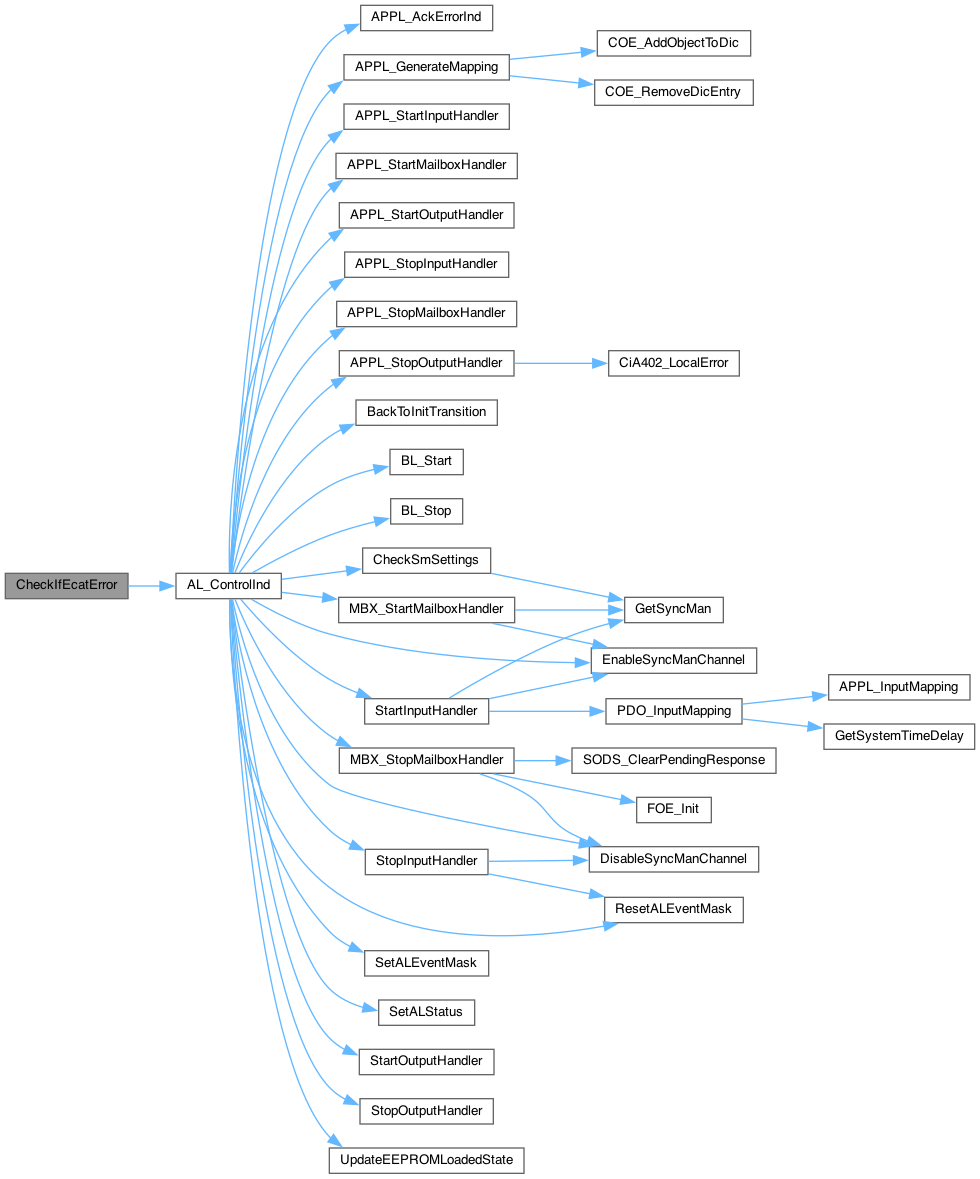 APPL_AckErrorInd
COE_AddObjectToDic
APPL_GenerateMapping
COE_RemoveDicEntry
APPL_StartInputHandler
APPL_StartMailboxHandler
APPL_StartOutputHandler
APPL_StopInputHandler
APPL_StopMailboxHandler
APPL_StopOutputHandler
CiA402_LocalError
BackToInitTransition
BL_Start
BL_Stop
CheckSmSettings
CheckIfEcatError
AL_ControlInd
MBX_StartMailboxHandler
GetSyncMan
EnableSyncManChannel
APPL_InputMapping
StartInputHandler
PDO_InputMapping
GetSystemTimeDelay
MBX_StopMailboxHandler
SODS_ClearPendingResponse
FOE_Init
StopInputHandler
DisableSyncManChannel
ResetALEventMask
SetALEventMask
SetALStatus
StartOutputHandler
StopOutputHandler
UpdateEEPROMLoadedState